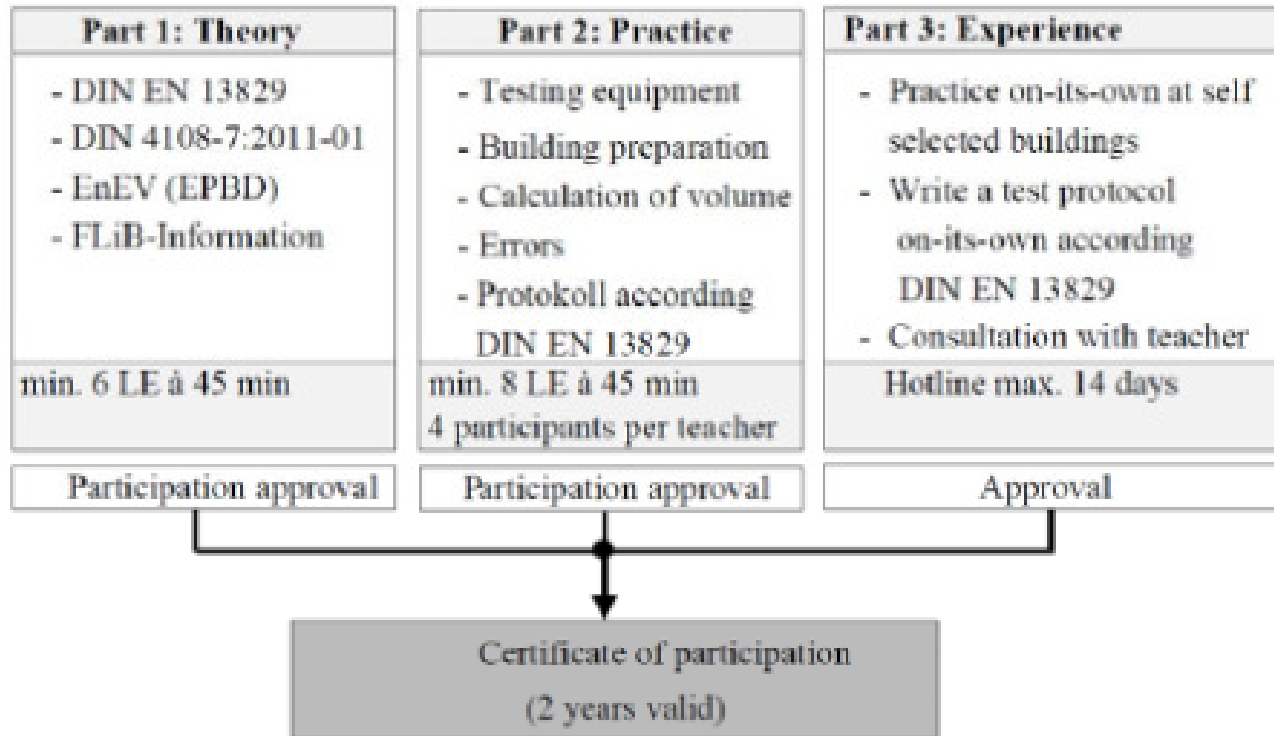 Part 1: Theory
- DIN EN 13829
- DIN 4108-7:2011-01
- EnEV (EPBD)
- FLiB-Information
min. 6 LE à 45 min
Participation approval
Part 2: Practice
- Testing equipment
- Building preparation
- Calculation of volume
- Errors
- Protokoll according
DIN EN 13829
min. 8 LE à 45 min
4 participants per teacher
Participation approval
Part 3: Experience
- Practice on-its-own at self
selected buildings
- Write a test protocol
on-its-own according
DIN EN 13829
- Consultation with teacher
Hotline max. 14 days
Approval
Certificate of participation
(2 years valid)